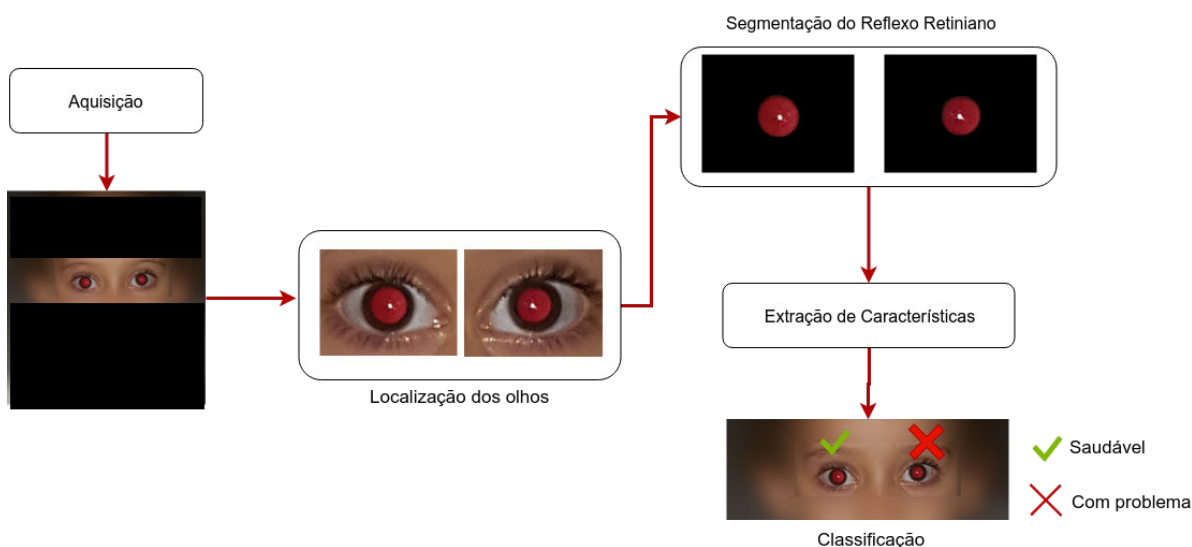 Segmentação do Reflexo Retiniano
Aquisição
Localização dos olhos
Extração de Características
Saudável
Com problema
Classificação